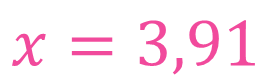 x = 3,91